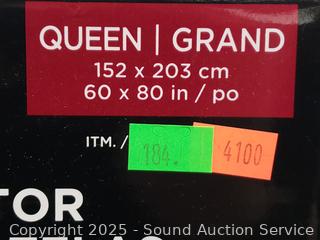 QUEEN | GRAND
152 x 203 cm
60 x 80 in / po
ITM. /
184.
4100
TOR
Copyright 2025 - Sound Auction Service